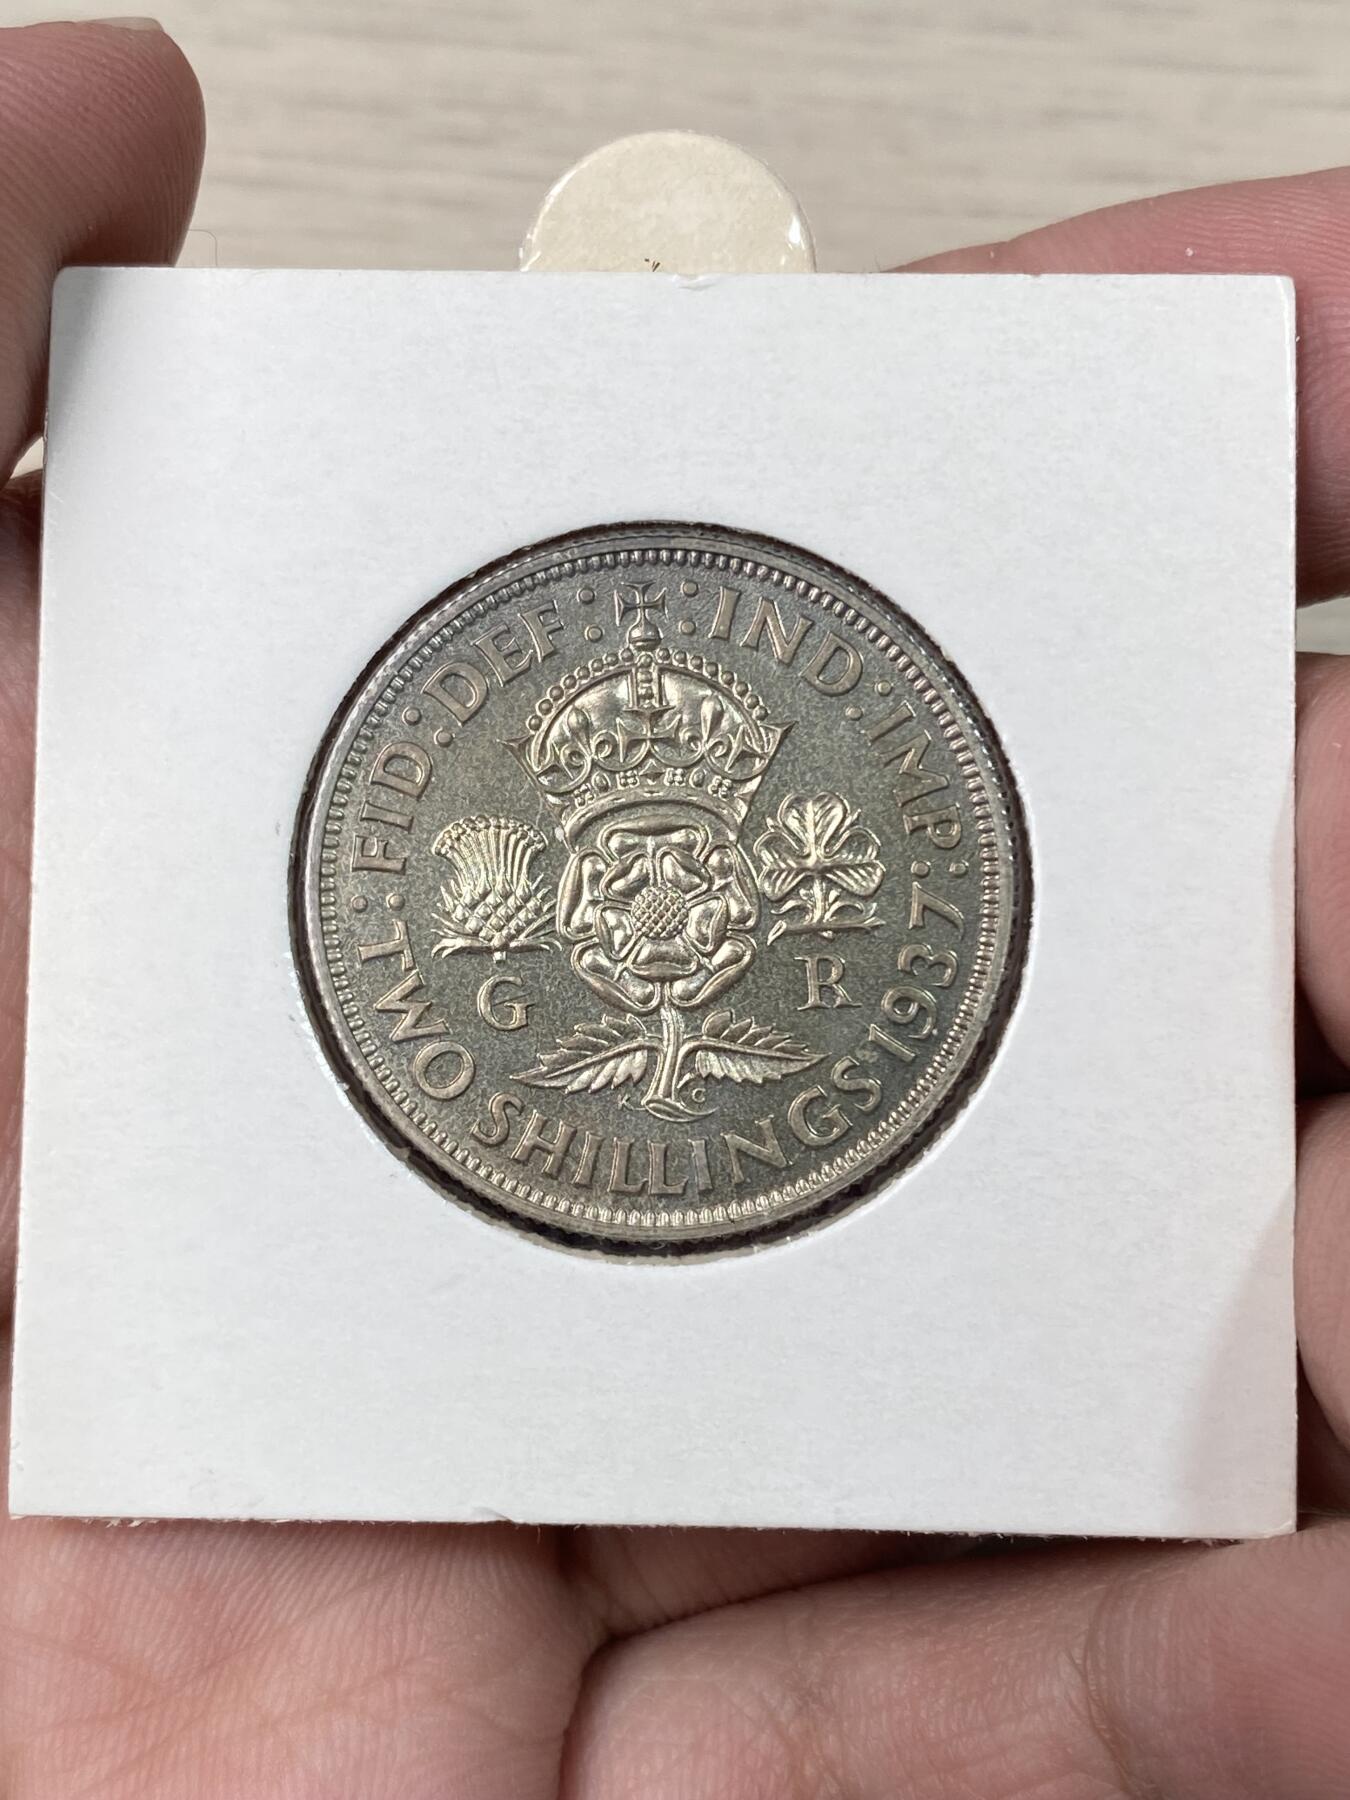 FID: DEF: IND: IMP: 1937
TWO SHILLINGS
G R
K G